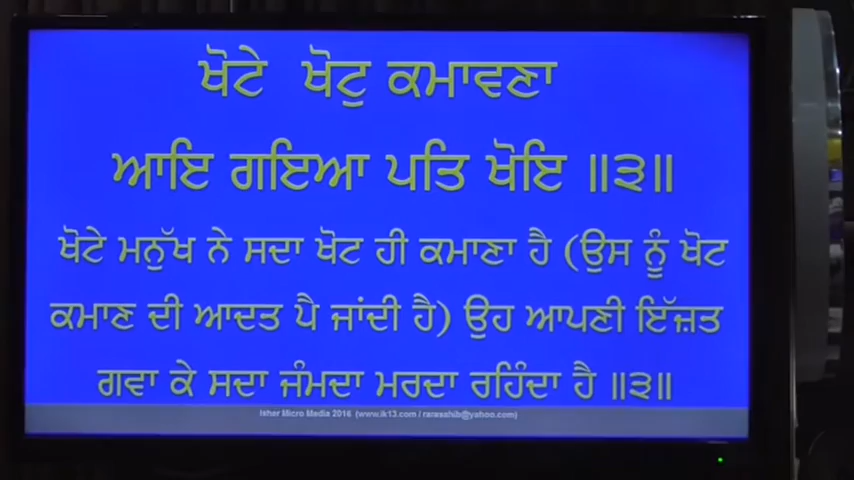 ਖੋਟੇ ਖੋਟੁ ਕਮਾਵਣਾ
ਆਇ ਗਇਆ ਪਤਿ ਖੋਇ ॥੩॥
ਖੋਟੇ ਮਨੁੱਖ ਨੇ ਸਦਾ ਖੋਟ ਹੀ ਕਮਾਣਾ ਹੈ (ਉਸ ਨੂੰ ਖੋਟ
ਕਮਾਣ ਦੀ ਆਦਤ ਪੈ ਜਾਂਦੀ ਹੈ) ਉਹ ਆਪਣੀ ਇੱਜ਼ਤ
ਗਵਾ ਕੇ ਸਦਾ ਜੰਮਦਾ ਮਰਦਾ ਰਹਿੰਦਾ ਹੈ ॥੩॥
Isher Micro Media 2016 (www.ik13.com / rarasahib@yahoo.com)